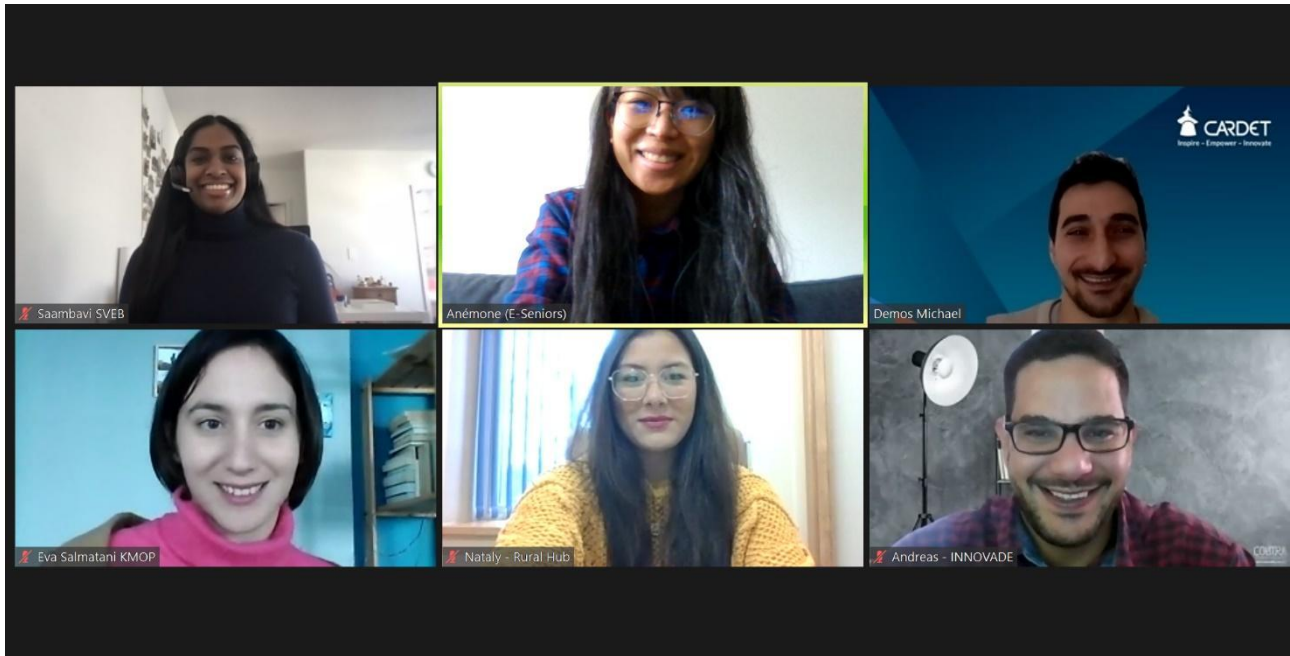 CARDET
Inspire - Empower - Innovate
Saambavi SVEB
Anémone (E-Seniors)
Demos Michael
Eva Salmatani KMOP
Nataly - Rural Hub
Andreas - INNOVADE